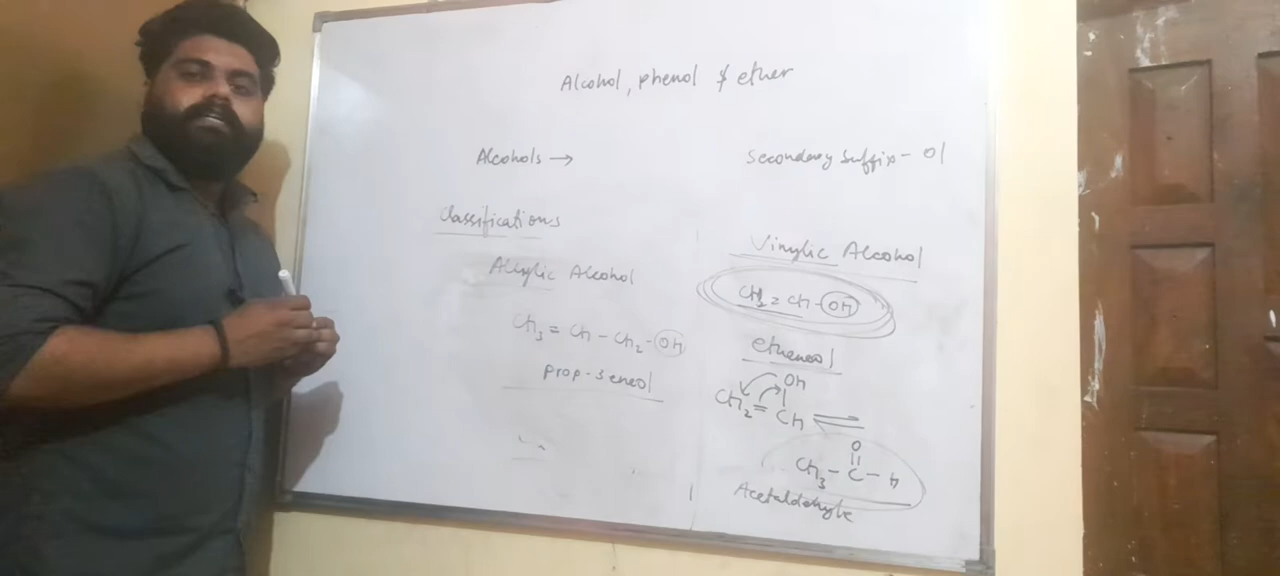 Alcohol, phenol & ether
Alcohols →
Secondary suffix - ol
Classifications
Allylic Alcohol
CH3 = CH - CH2 - OH
prop-3 eneol
Vinylic Alcohol
CH2 = CH - OH
ethenol
OH
CH2 = CH ⇌
O
CH3 - C - H
Acetaldehyde